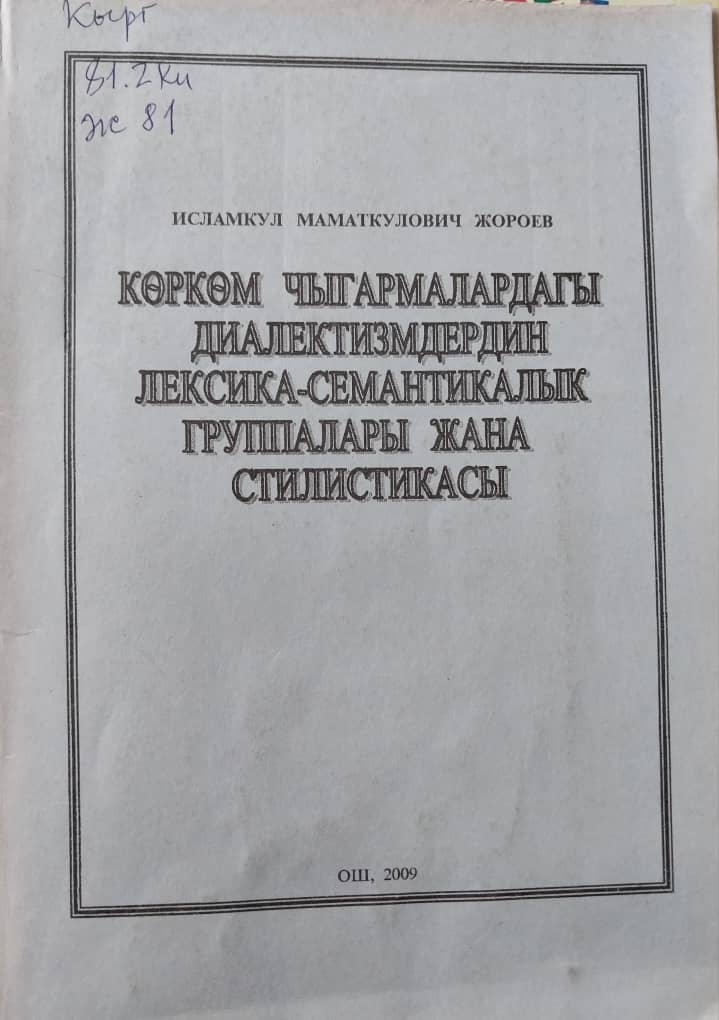 Кырг
81.2Ки
Ж 81
ИСЛАМКУЛ МАМАТКУЛОВИЧ ЖОРОЕВ
КӨРКӨМ ЧЫГАРМАЛАРДАГЫ
ДИАЛЕКТИЗМДЕРДИН
ЛЕКСИКА-СЕМАНТИКАЛЫК
ГРУППАЛАРЫ ЖАНА
СТИЛИСТИКАСЫ
ОШ, 2009